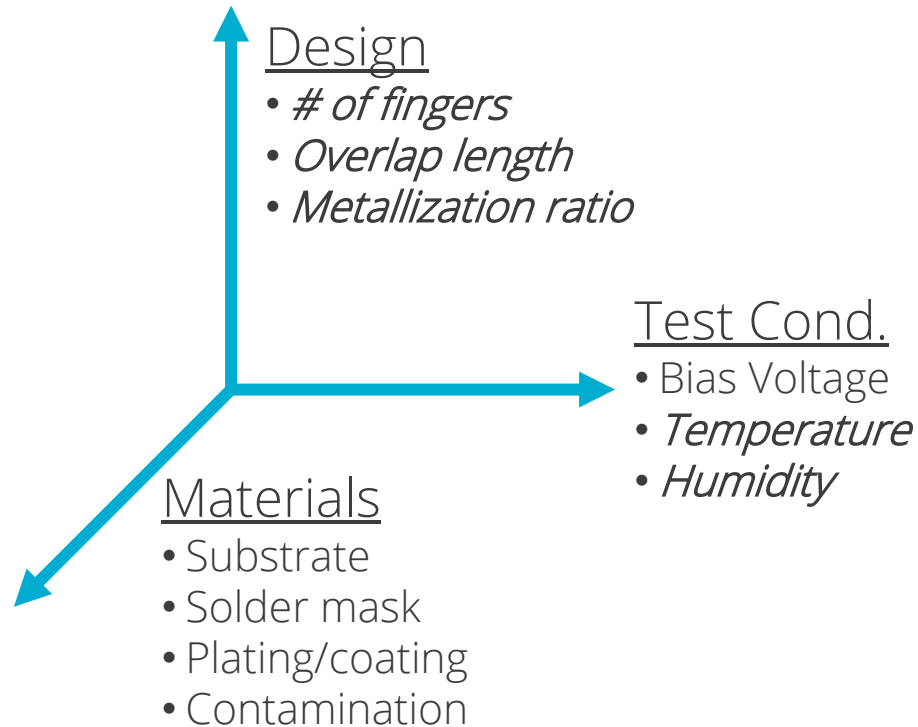 Design
• # of fingers
• Overlap length
• Metallization ratio
Test Cond.
• Bias Voltage
• Temperature
• Humidity
Materials
• Substrate
• Solder mask
• Plating/coating
• Contamination